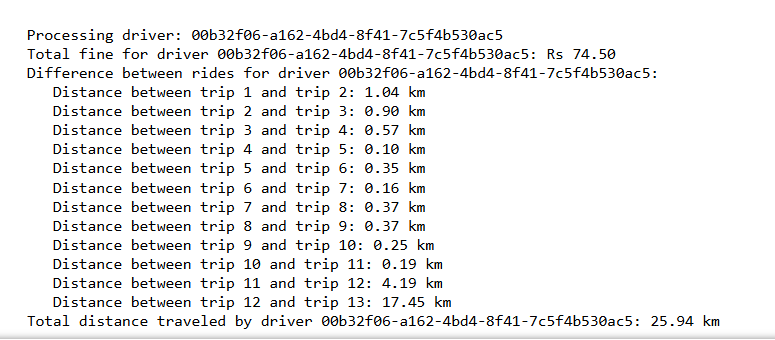 Processing driver: 00b32f06-a162-4bd4-8f41-7c5f4b530ac5
Total fine for driver 00b32f06-a162-4bd4-8f41-7c5f4b530ac5: Rs 74.50
Difference between rides for driver 00b32f06-a162-4bd4-8f41-7c5f4b530ac5:
Distance between trip 1 and trip 2: 1.04 km
Distance between trip 2 and trip 3: 0.90 km
Distance between trip 3 and trip 4: 0.57 km
Distance between trip 4 and trip 5: 0.10 km
Distance between trip 5 and trip 6: 0.35 km
Distance between trip 6 and trip 7: 0.16 km
Distance between trip 7 and trip 8: 0.37 km
Distance between trip 8 and trip 9: 0.37 km
Distance between trip 9 and trip 10: 0.25 km
Distance between trip 10 and trip 11: 0.19 km
Distance between trip 11 and trip 12: 4.19 km
Distance between trip 12 and trip 13: 17.45 km
Total distance traveled by driver 00b32f06-a162-4bd4-8f41-7c5f4b530ac5: 25.94 km